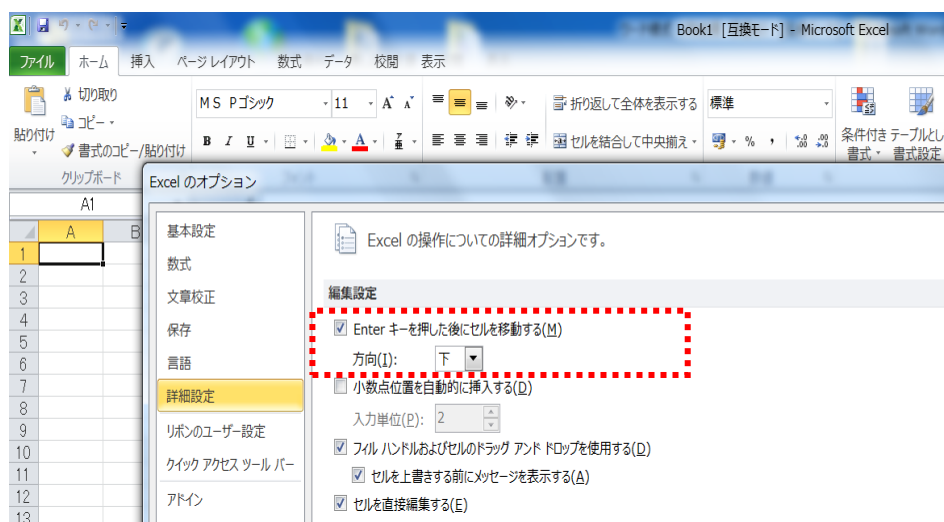 Book1 [互換モード] - Microsoft Excel
ファイル ホーム 挿入 ページレイアウト 数式 データ 校閲 表示
切り取り
コピー
貼り付け
書式のコピー/貼り付け
クリップボード
ＭＳ Ｐゴシック 11 A A
B I U A
折り返して全体を表示する
セルを結合して中央揃え
標準
% ,
条件付き書式
テーブルとし
書式設定
A1
A B
1
2
3
4
5
6
7
8
9
10
11
12
13
Excel のオプション
基本設定
数式
文章校正
保存
言語
詳細設定
リボンのユーザー設定
クイック アクセス ツール バー
アドイン
Excel の操作についての詳細オプションです。
編集設定
Enter キーを押した後にセルを移動する(M)
方向(I): 下
小数点位置を自動的に挿入する(D)
入力単位(P): 2
フィル ハンドルおよびセルのドラッグ アンド ドロップを使用する(D)
セルを上書きする前にメッセージを表示する(A)
セルを直接編集する(E)